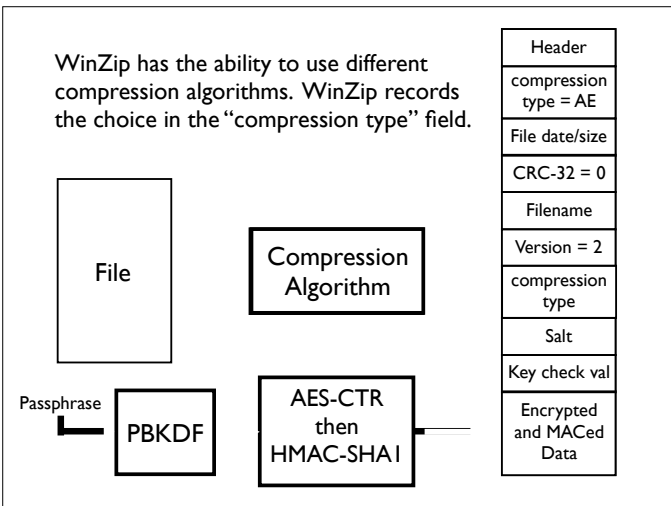 WinZip has the ability to use different
compression algorithms. WinZip records
the choice in the “compression type” field.
File
Compression
Algorithm
Passphrase
PBKDF
AES-CTR
then
HMAC-SHA1
Header
compression
type = AE
File date/size
CRC-32 = 0
Filename
Version = 2
compression
type
Salt
Key check val
Encrypted
and MACed
Data